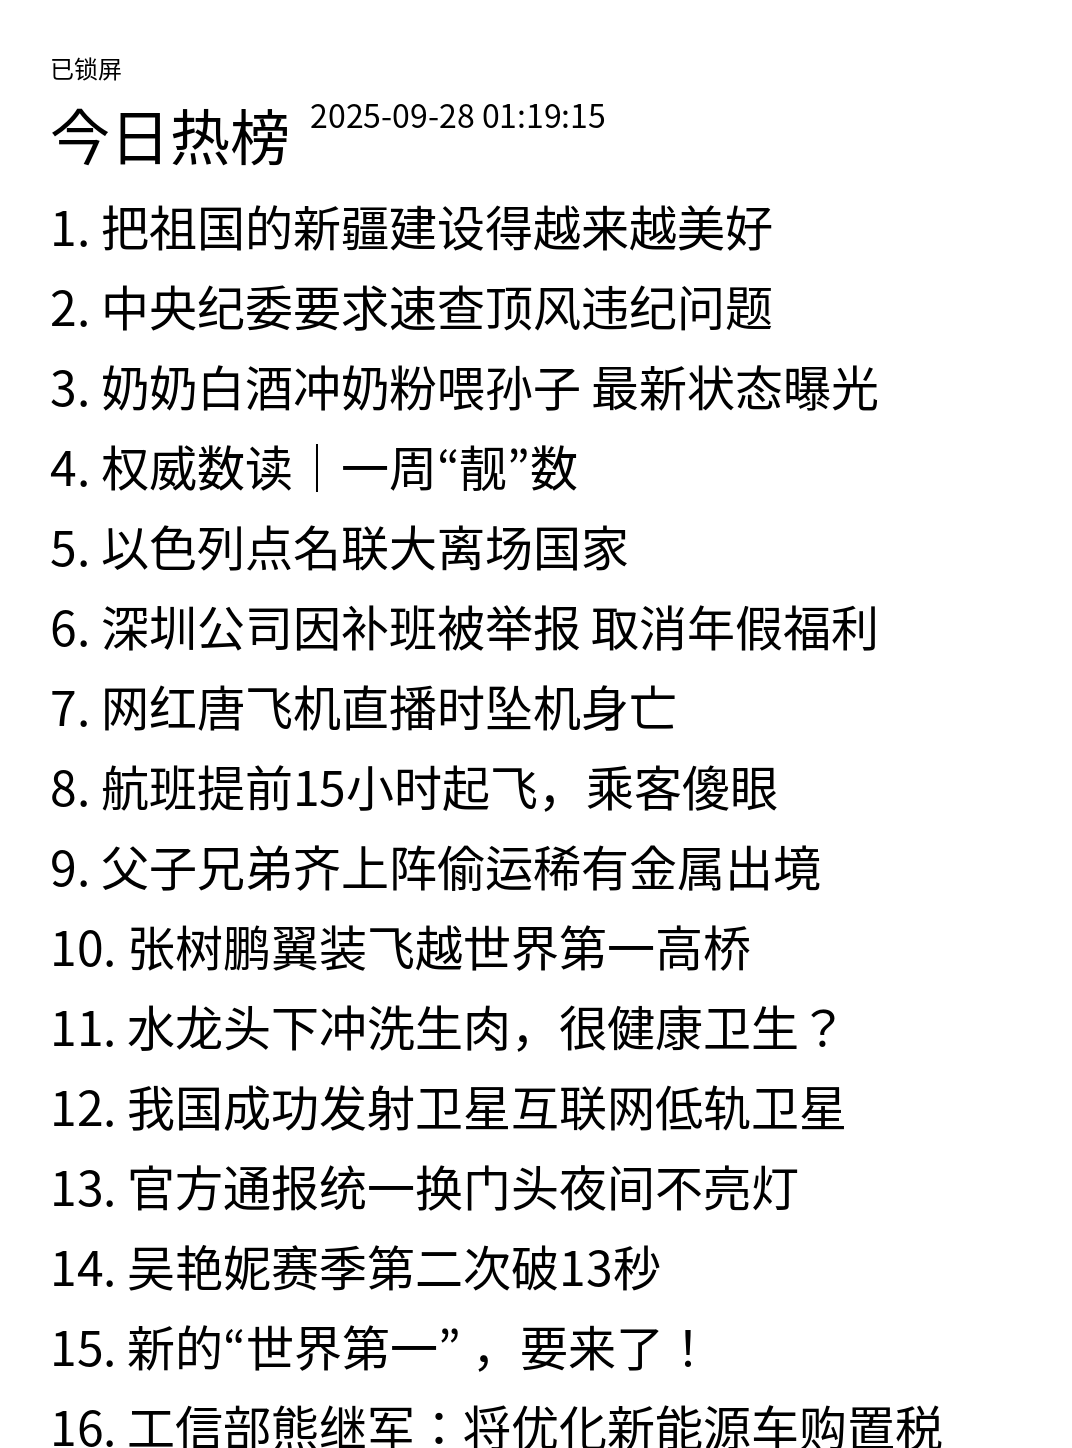 已锁屏
今日热榜 2025-09-28 01:19:15
1. 把祖国的新疆建设得越来越美好
2. 中央纪委要求速查顶风违纪问题
3. 奶奶白酒冲奶粉喂孙子 最新状态曝光
4. 权威数读｜一周“靓”数
5. 以色列点名联大离场国家
6. 深圳公司因补班被举报 取消年假福利
7. 网红唐飞机直播时坠机身亡
8. 航班提前15小时起飞，乘客傻眼
9. 父子兄弟齐上阵偷运稀有金属出境
10. 张树鹏翼装飞越世界第一高桥
11. 水龙头下冲洗生肉，很健康卫生？
12. 我国成功发射卫星互联网低轨卫星
13. 官方通报统一换门头夜间不亮灯
14. 吴艳妮赛季第二次破13秒
15. 新的“世界第一” ，要来了！
16. 工信部熊继军：将优化新能源车购置税